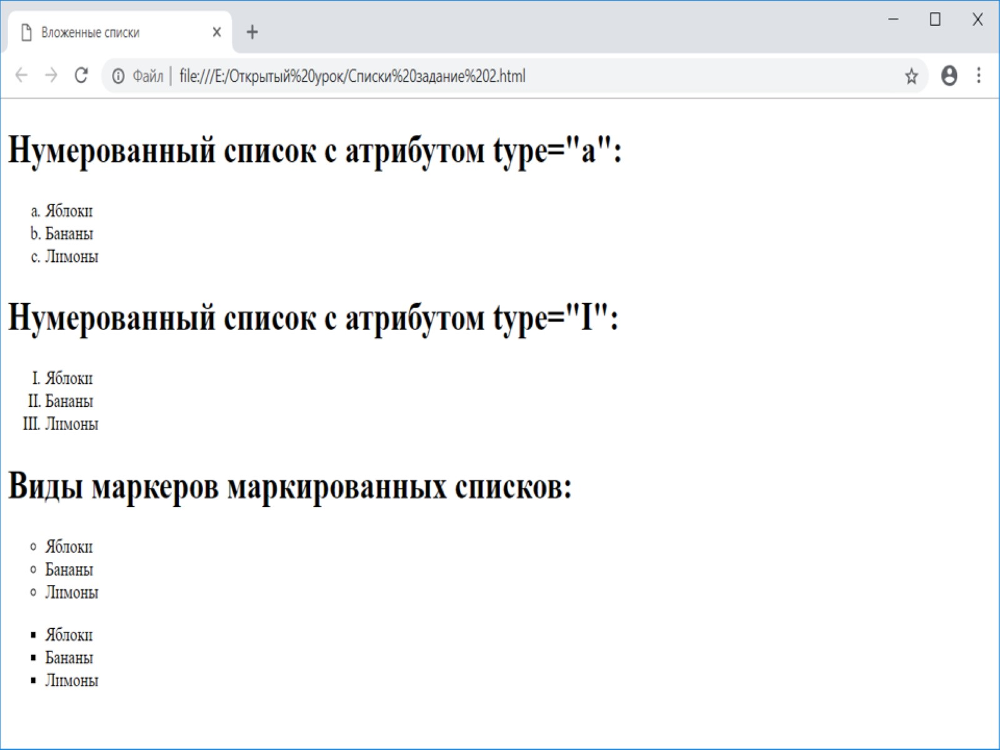 Вложенные списки
Файл | file:///E:/Открытый%20урок/Списки%20задание%202.html
Нумерованный список с атрибутом type="a":
a. Яблоки
b. Бананы
c. Лимоны
Нумерованный список с атрибутом type="I":
I. Яблоки
II. Бананы
III. Лимоны
Виды маркеров маркированных списков:
Яблоки
Бананы
Лимоны
Яблоки
Бананы
Лимоны